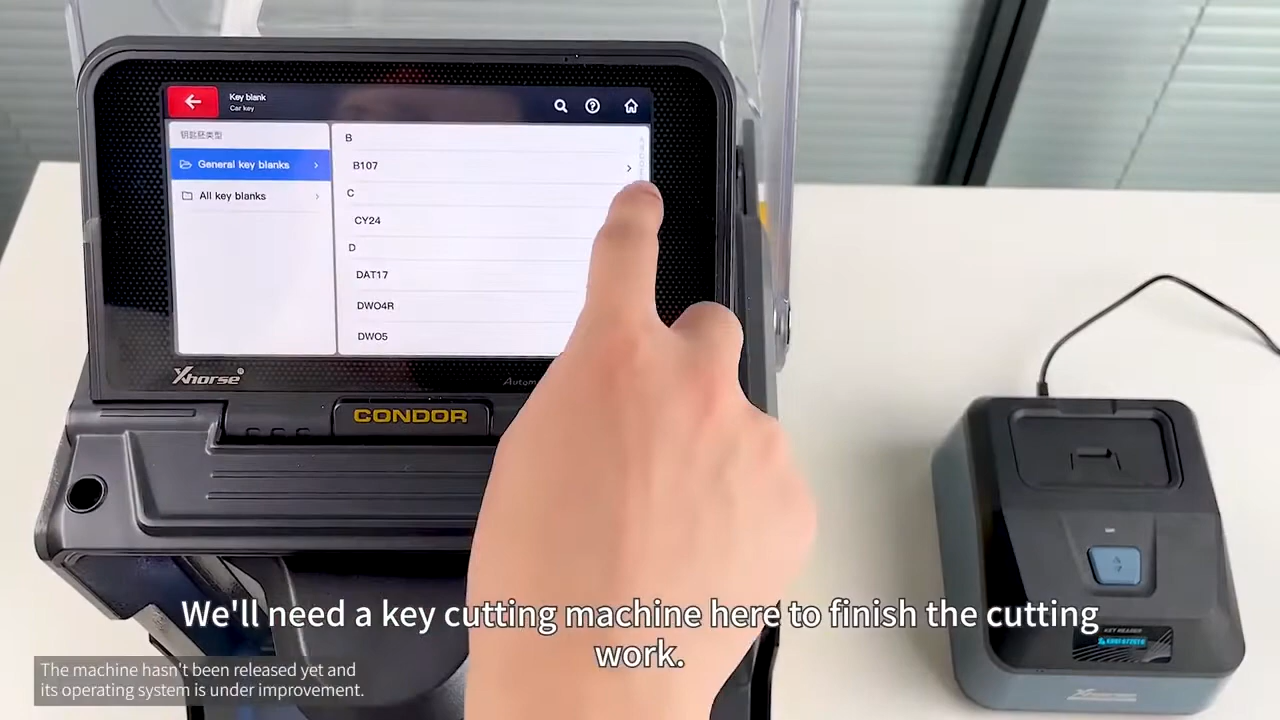 Key blank
Car key
钥匙胚类型
General key blanks
All key blanks
B
B107
C
CY24
D
DAT17
DWO4R
DWO5
Xhorse
CONDOR
KEY READER
We'll need a key cutting machine here to finish the cutting
work.
The machine hasn't been released yet and
its operating system is under improvement.